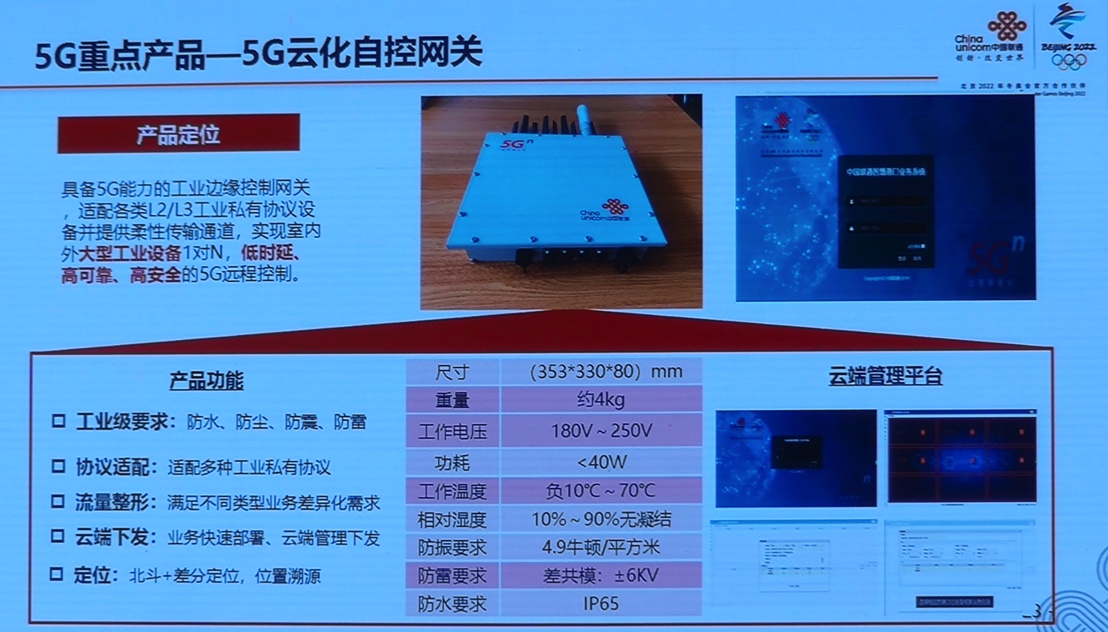 5G重点产品—5G云化自控网关
China
unicom中国联通
创新·改变世界
BEIJING 2022
北京2022年冬奥会官方合作伙伴
产品定位
具备5G能力的工业边缘控制网关
，适配各类L2/L3工业私有协议设
备并提供柔性传输通道，实现室内
外大型工业设备1对N，低时延、
高可靠、高安全的5G远程控制。
5Gn
China
unicom中国联通
中国联通智慧港口业务系统
5Gn
产品功能
工业级要求：防水、防尘、防震、防雷
协议适配：适配多种工业私有协议
流量整形：满足不同类型业务差异化需求
云端下发：业务快速部署、云端管理下发
定位：北斗+差分定位，位置溯源
尺寸 （353*330*80）mm
重量 约4kg
工作电压 180V～250V
功耗 <40W
工作温度 负10℃～70℃
相对湿度 10%～90%无凝结
防振要求 4.9牛顿/平方米
防雷要求 差共模：±6KV
防水要求 IP65
云端管理平台
3